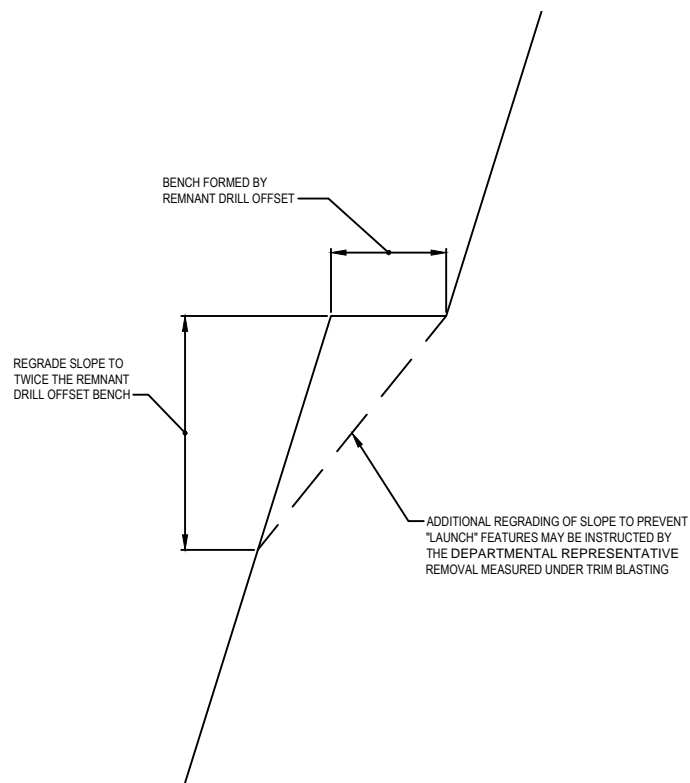 BENCH FORMED BY
REMNANT DRILL OFFSET
REGRADE SLOPE TO
TWICE THE REMNANT
DRILL OFFSET BENCH
ADDITIONAL REGRADING OF SLOPE TO PREVENT
"LAUNCH" FEATURES MAY BE INSTRUCTED BY
THE DEPARTMENTAL REPRESENTATIVE
REMOVAL MEASURED UNDER TRIM BLASTING